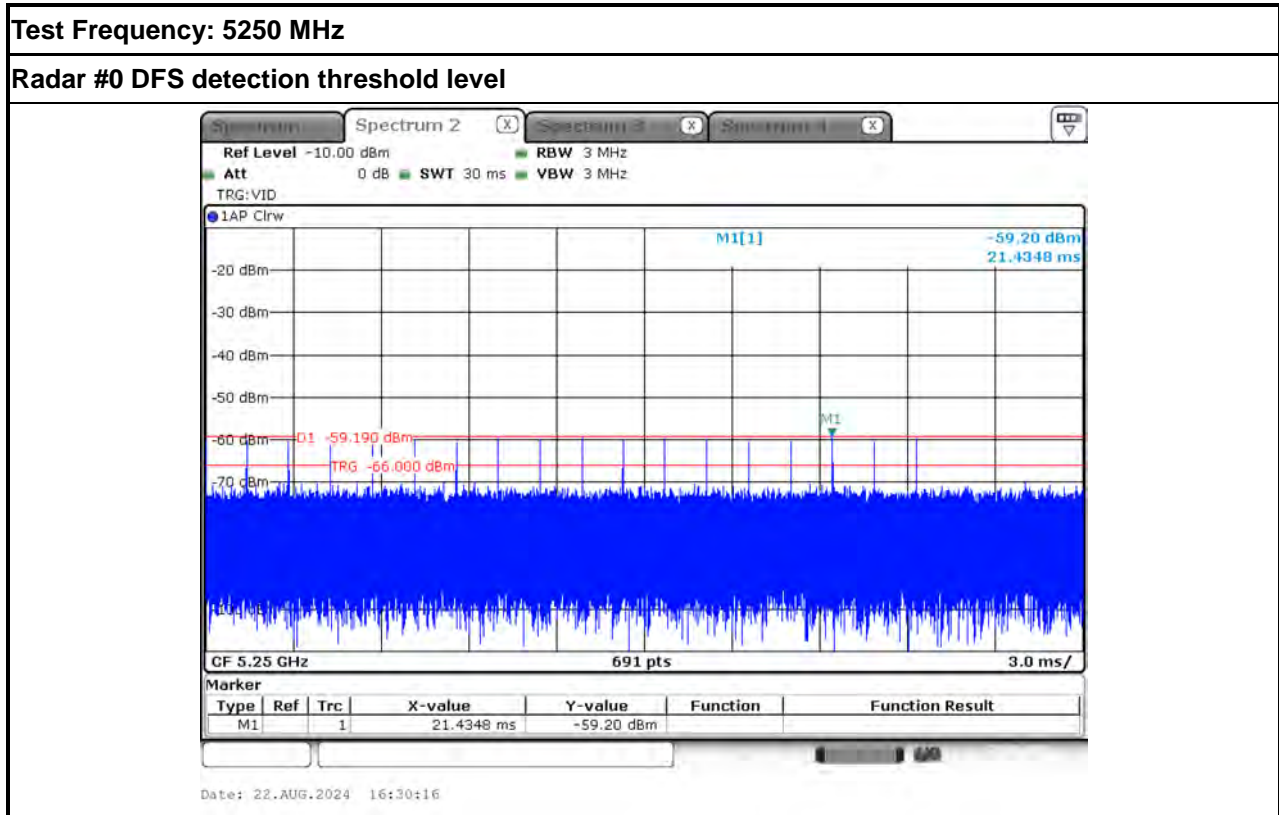 Test Frequency: 5250 MHz
Radar #0 DFS detection threshold level
Spectrum 2
Ref Level -10.00 dBm RBW 3 MHz
Att 0 dB SWT 30 ms VBW 3 MHz
TRG:VID
1AP Clrw
M1[1] -59.20 dBm
21.4348 ms
-20 dBm
-30 dBm
-40 dBm
-50 dBm
M1
-60 dBm D1 -59.190 dBm
TRG -66.000 dBm
-70 dBm
CF 5.25 GHz 691 pts 3.0 ms/
Marker
Type Ref Trc X-value Y-value Function Function Result
M1 1 21.4348 ms -59.20 dBm
Date: 22.AUG.2024 16:30:16